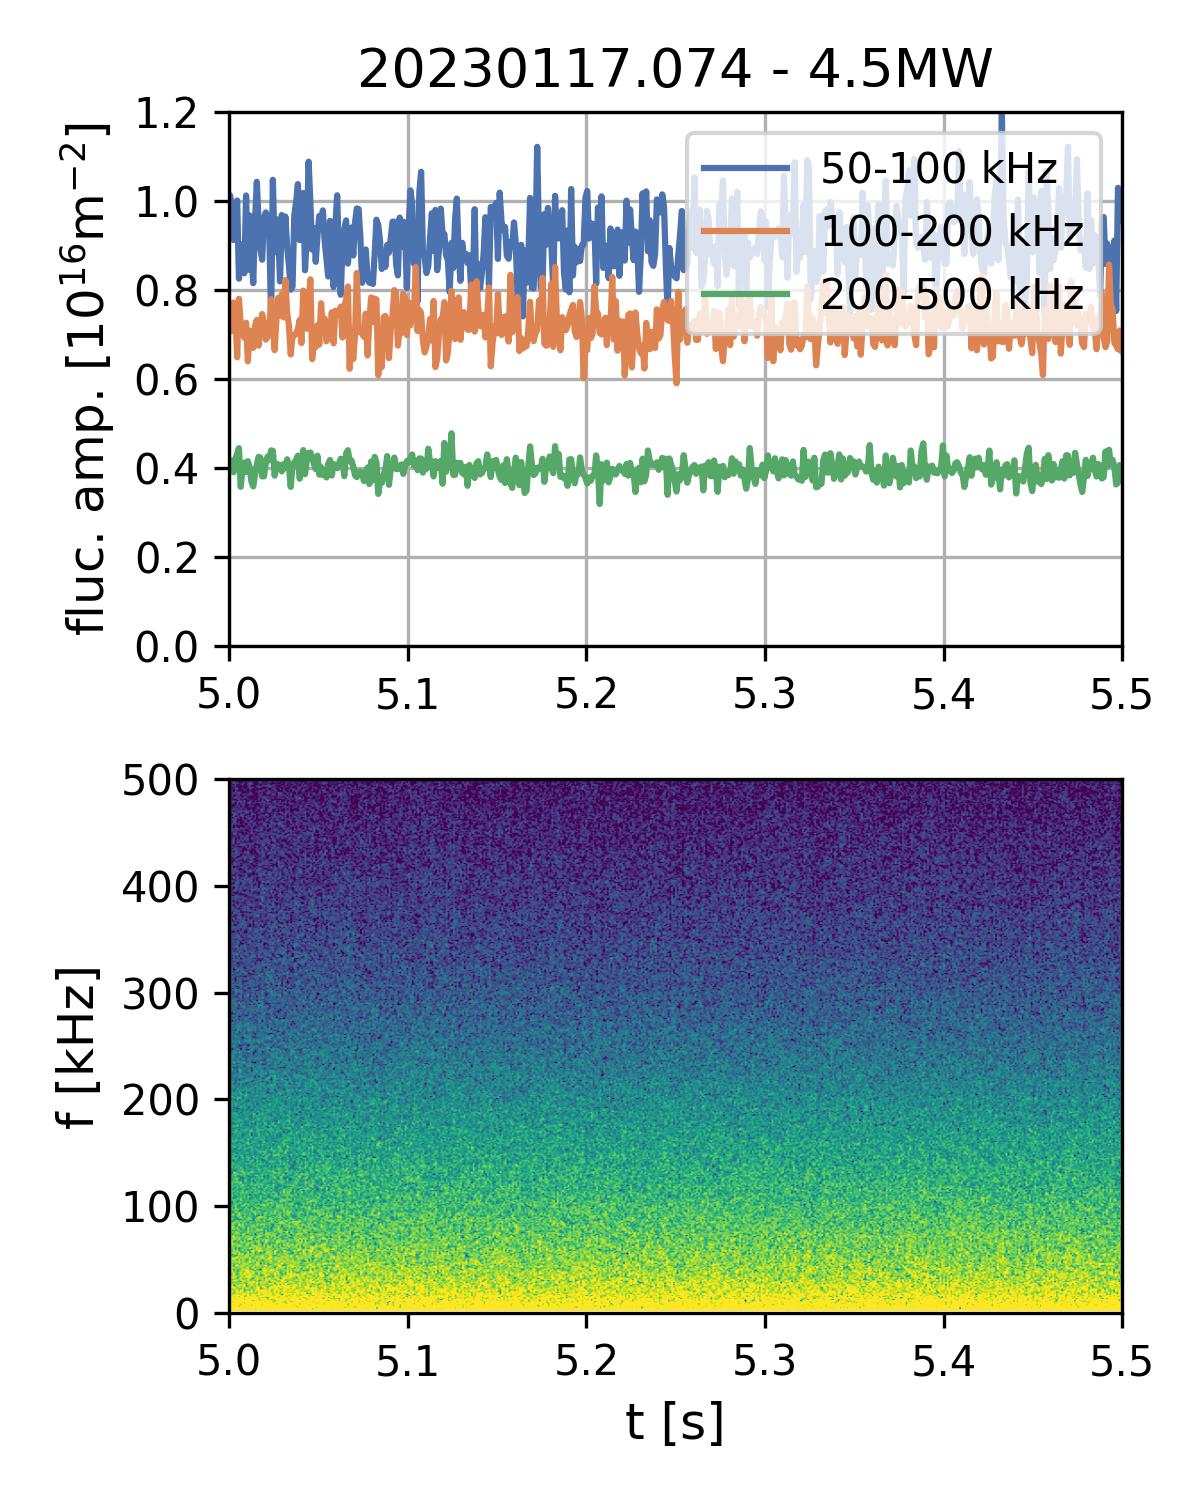 20230117.074 - 4.5MW
fluc. amp. [10¹⁶m⁻²]
1.2
1.0
0.8
0.6
0.4
0.2
0.0
50-100 kHz
100-200 kHz
200-500 kHz
5.0 5.1 5.2 5.3 5.4 5.5
f [kHz]
500
400
300
200
100
0
5.0 5.1 5.2 5.3 5.4 5.5
t [s]